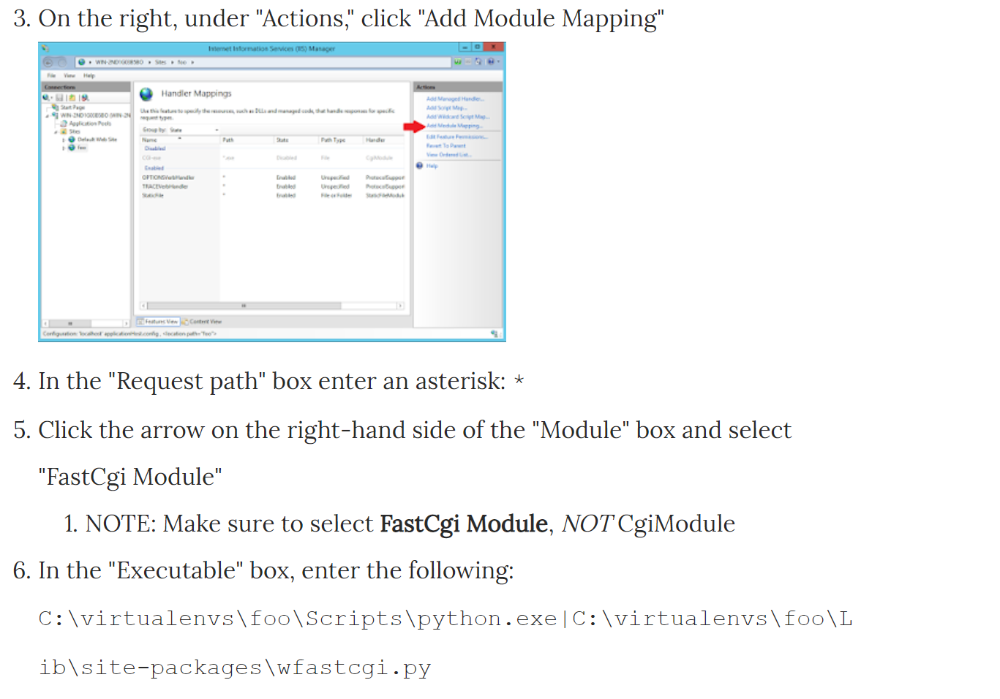 3. On the right, under "Actions," click "Add Module Mapping"
Internet Information Services (IIS) Manager
Sites
foo
File View Help
Connections
Start Page
Application Pools
Sites
Default Web Site
foo
Handler Mappings
Use this feature to specify the resources, such as DLLs and managed code, that handle responses for specific
request types.
Group by: State
Name Path State Path Type Handler
Disabled
CGI-exe *.exe Disabled File CgiModule
Enabled
OPTIONSVerbHandler * Enabled Unspecified ProtocolSupport
TRACEVerbHandler * Enabled Unspecified ProtocolSupport
StaticFile * Enabled File or Folder StaticFileModule
Features View Content View
Configuration: 'localhost' applicationHost.config, <location path="foo">
Actions
Add Managed Handler...
Add Script Map...
Add Wildcard Script Map...
Add Module Mapping...
Edit Feature Permissions...
Revert To Parent
View Ordered List...
Help
4. In the "Request path" box enter an asterisk: *
5. Click the arrow on the right-hand side of the "Module" box and select
"FastCgi Module"
1. NOTE: Make sure to select FastCgi Module, NOT CgiModule
6. In the "Executable" box, enter the following:
C:\virtualenvs\foo\Scripts\python.exe|C:\virtualenvs\foo\L
ib\site-packages\wfastcgi.py